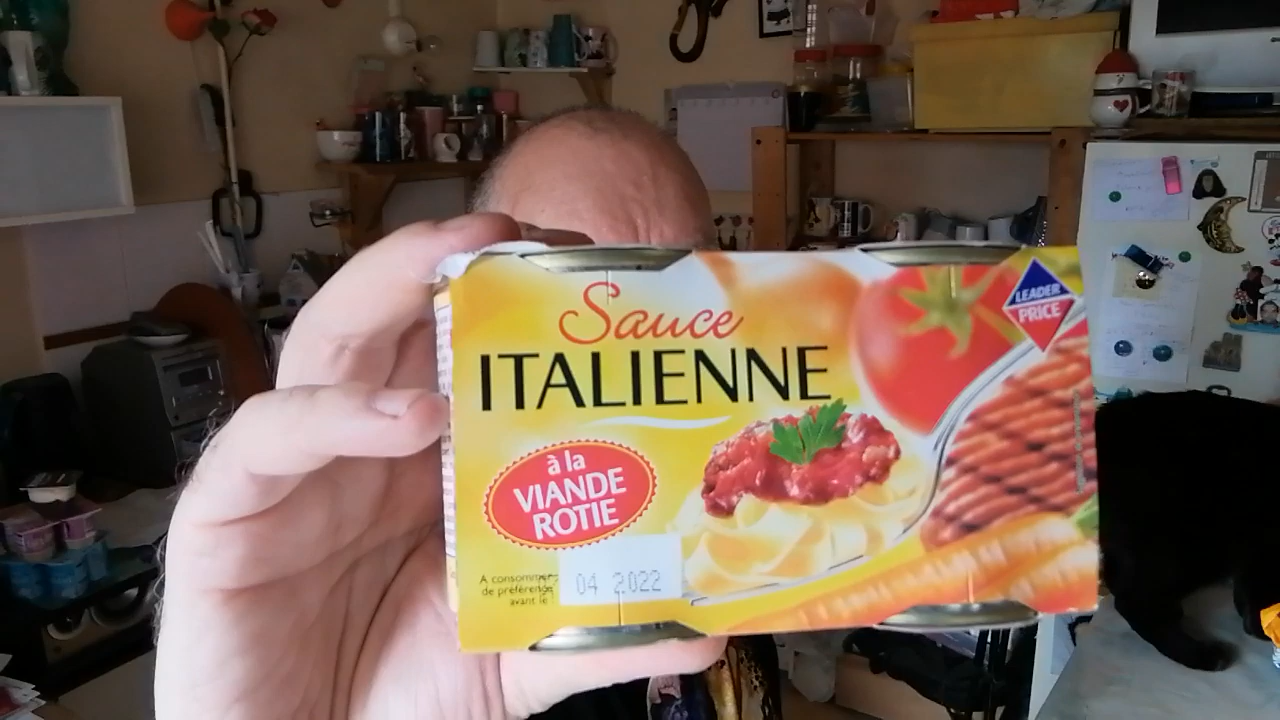 Sauce
ITALIENNE
LEADER
PRICE
à la
VIANDE
ROTIE
A consommer
de préférence
avant le :
04 2022